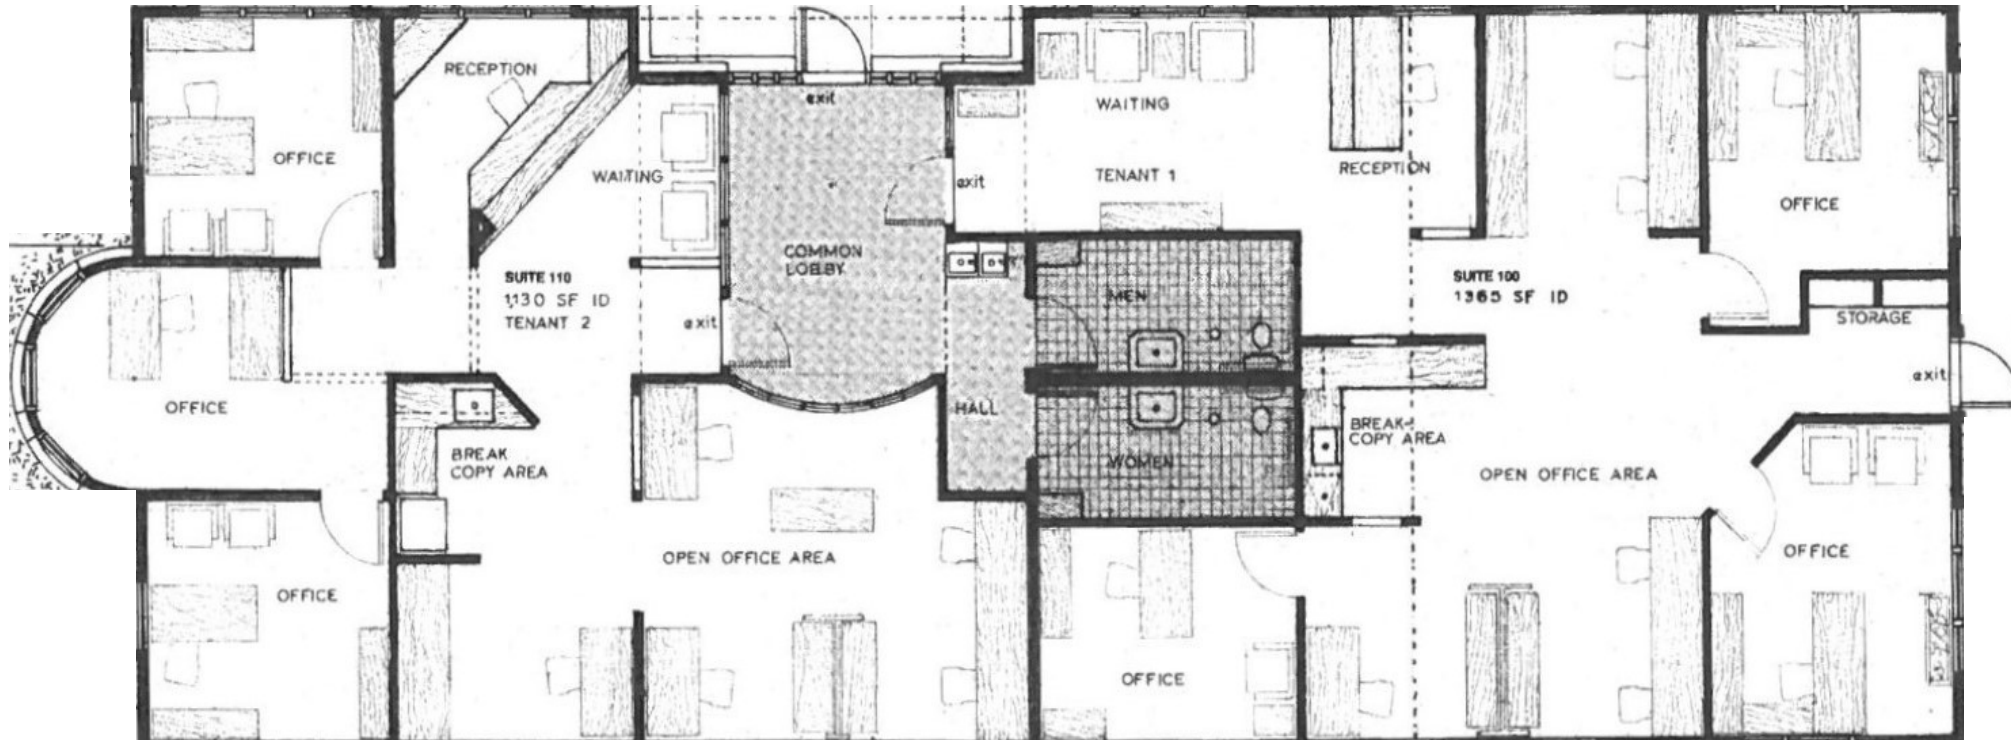 OFFICE
RECEPTION
WAITING
SUITE 110
1130 SF ID
TENANT 2
exit
OFFICE
BREAK
COPY AREA
OFFICE
OPEN OFFICE AREA
exit
COMMON
LOBBY
exit
HALL
MEN
WOMEN
WAITING
TENANT 1
RECEPTION
SUITE 100
1365 SF ID
OFFICE
STORAGE
exit
BREAK-
COPY AREA
OPEN OFFICE AREA
OFFICE
OFFICE